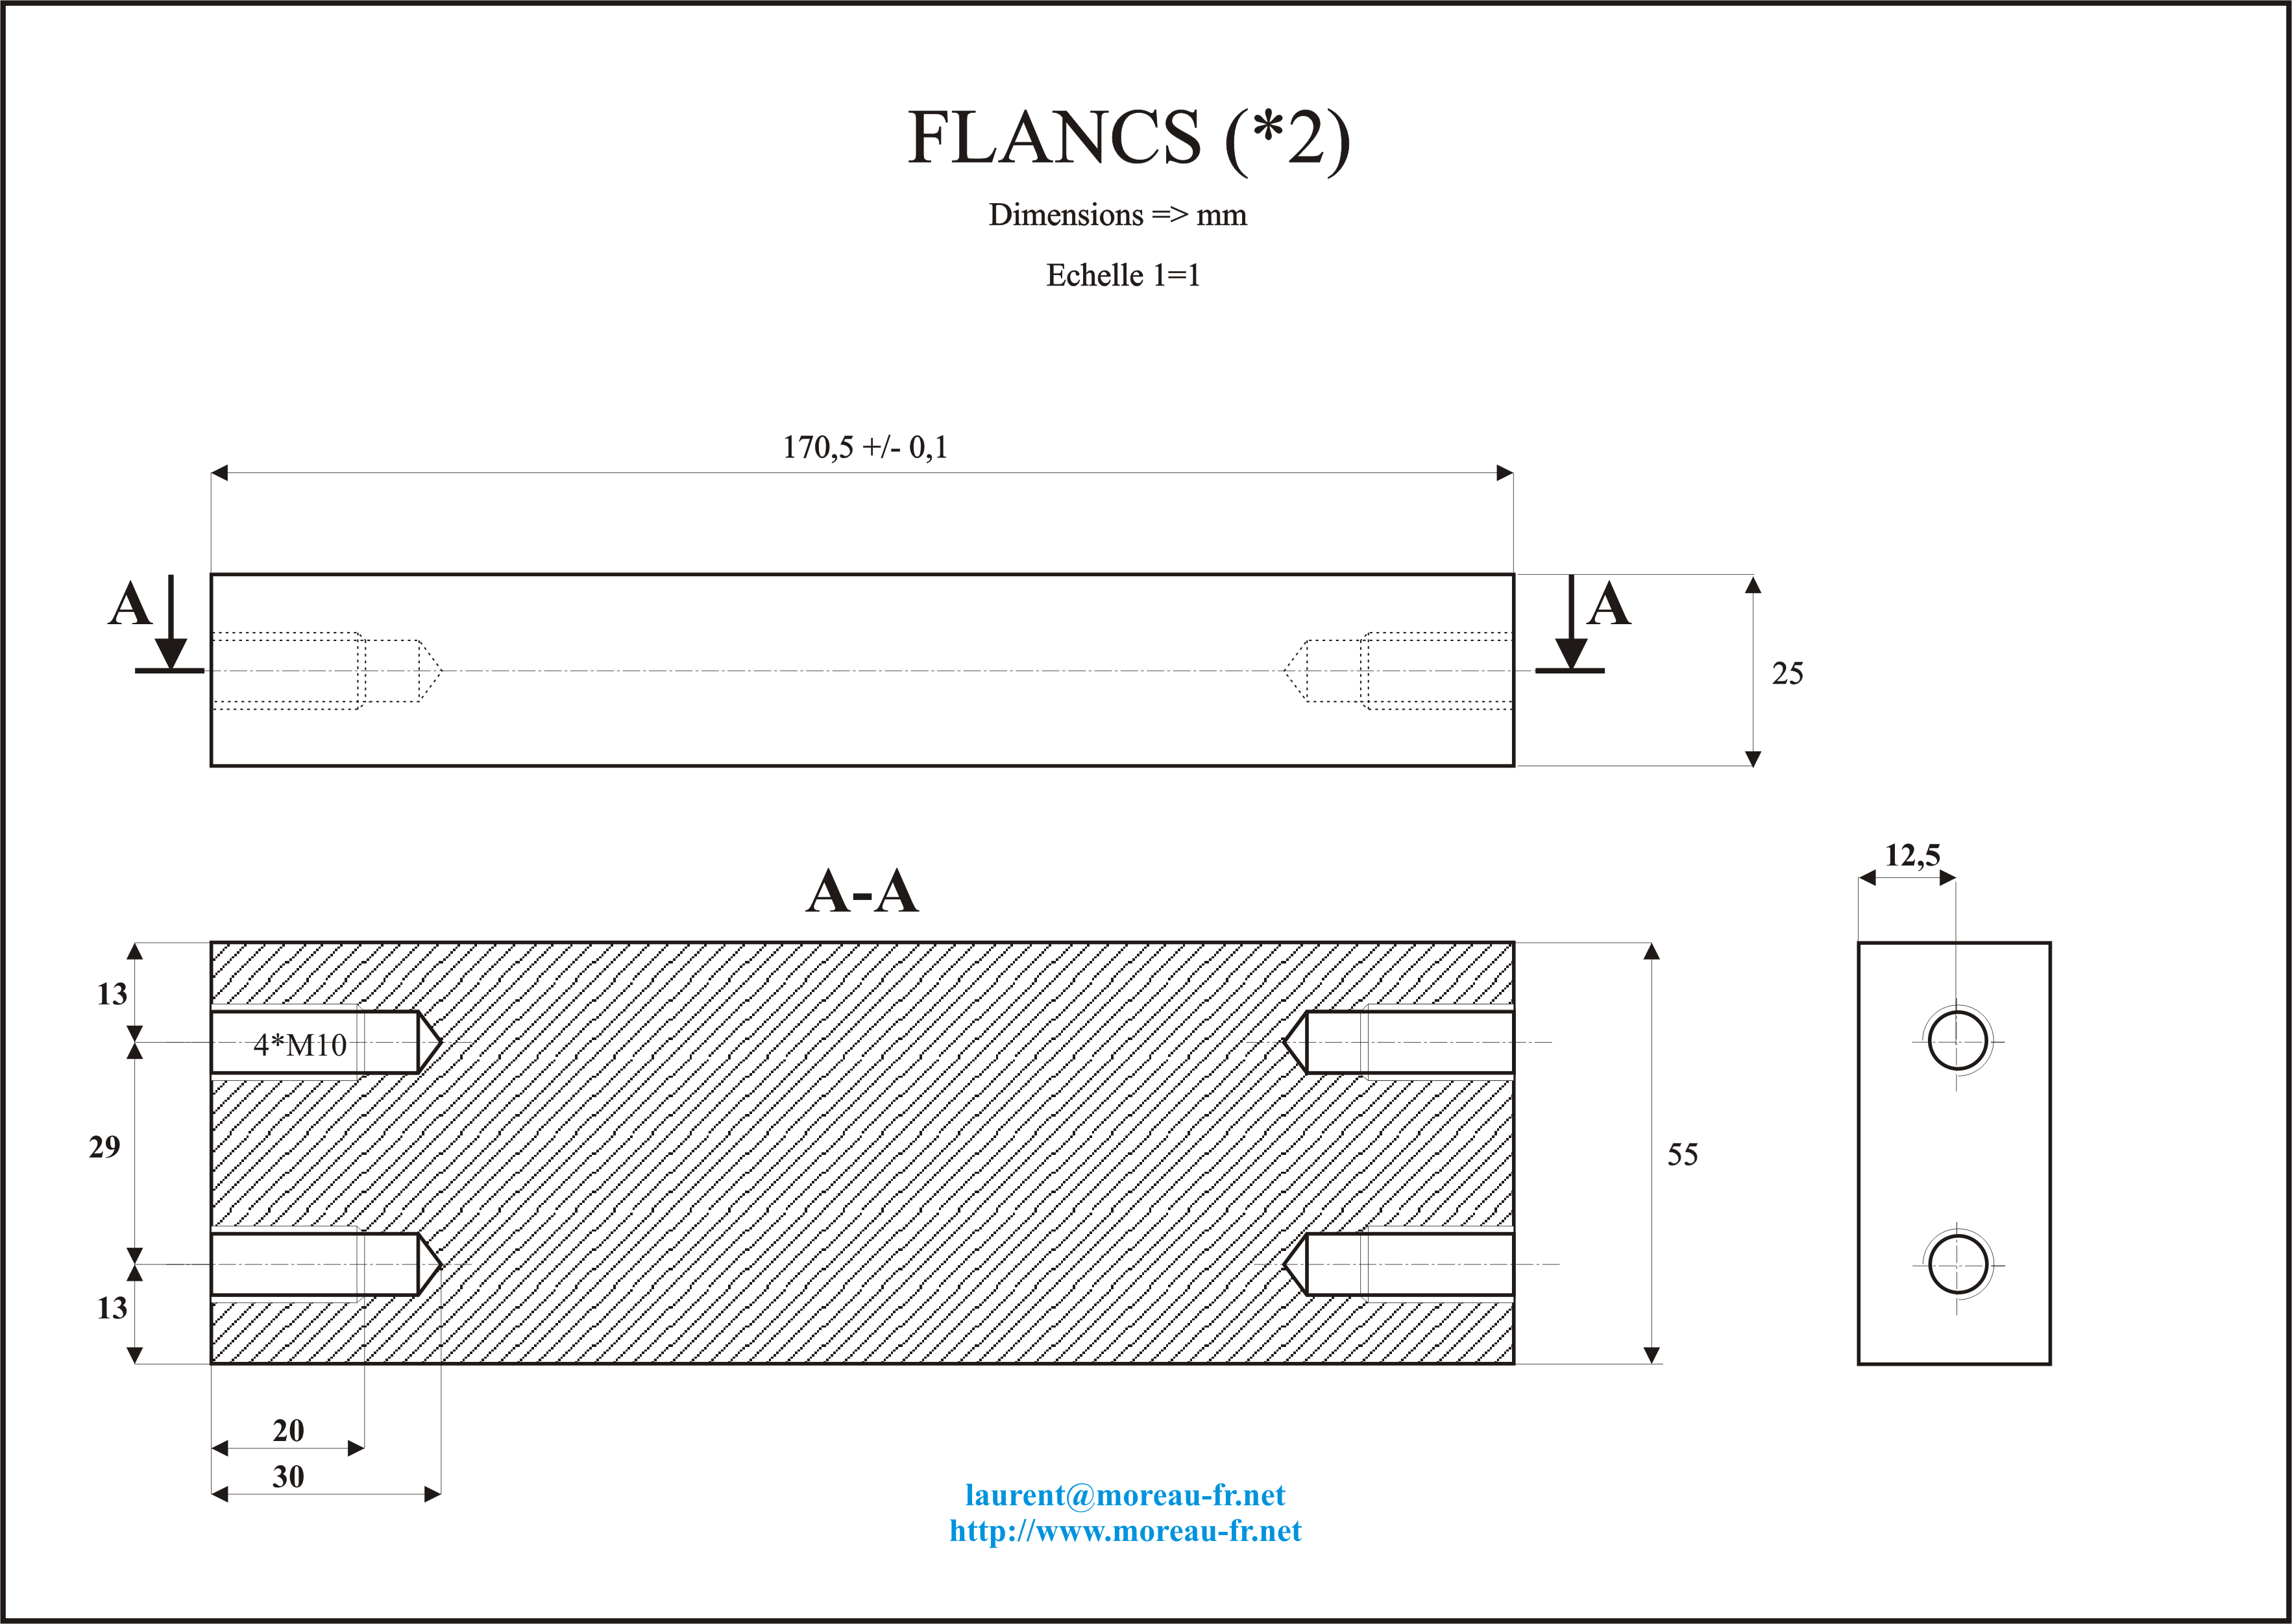 FLANCS (*2)
Dimensions => mm
Echelle 1=1
170,5 +/- 0,1
A
A
25
12,5
A-A
13
4*M10
29
55
13
20
30
laurent@moreau-fr.net
http://www.moreau-fr.net